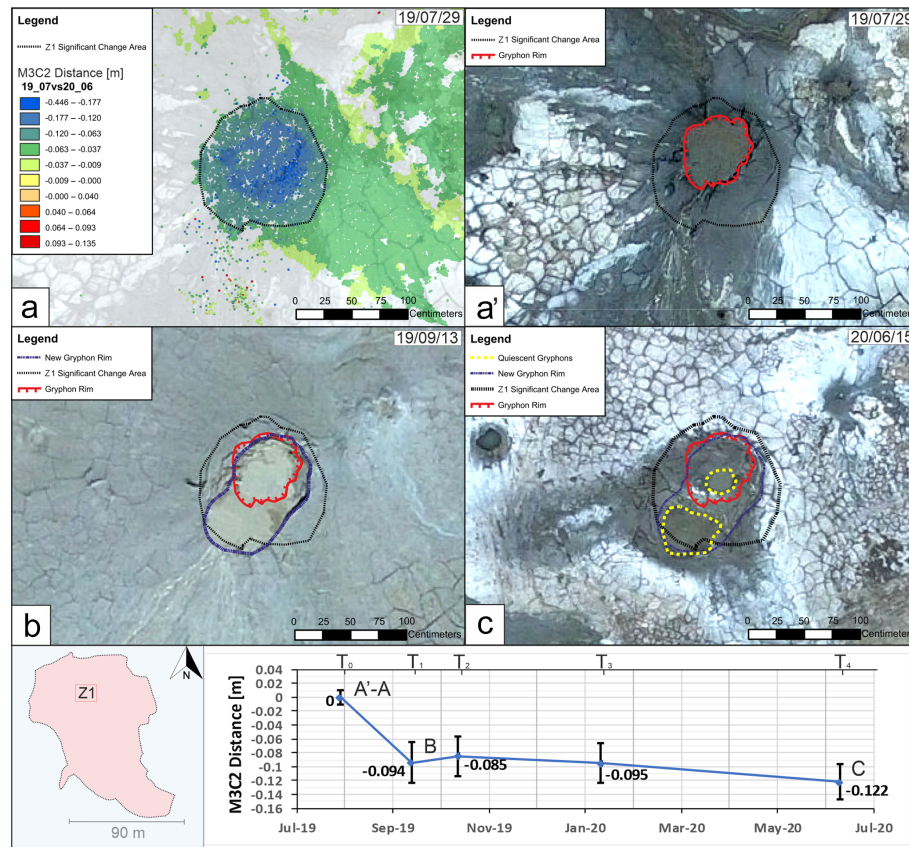 Legend
Z1 Significant Change Area
M3C2 Distance [m]
19_07vs20_06
-0.446 – -0.177
-0.177 – -0.120
-0.120 – -0.063
-0.063 – -0.037
-0.037 – -0.009
-0.009 – -0.000
-0.000 – 0.040
0.040 – 0.064
0.064 – 0.093
0.093 – 0.135
19/07/29
a
0 25 50 75 100
Centimeters
Legend
Z1 Significant Change Area
Gryphon Rim
19/07/29
a'
0 25 50 75 100
Centimeters
Legend
New Gryphon Rim
Z1 Significant Change Area
Gryphon Rim
19/09/13
b
0 25 50 75 100
Centimeters
Legend
Quiescent Gryphons
New Gryphon Rim
Z1 Significant Change Area
Gryphon Rim
20/06/15
c
0 25 50 75 100
Centimeters
Z1
N
90 m
T0 T1 T2 T3 T4
M3C2 Distance [m]
0.04
0.02
0
-0.02
-0.04
-0.06
-0.08
-0.1
-0.12
-0.14
-0.16
0
A'-A
-0.094
B
-0.085
-0.095
C
-0.122
Jul-19 Sep-19 Nov-19 Jan-20 Mar-20 May-20 Jul-20